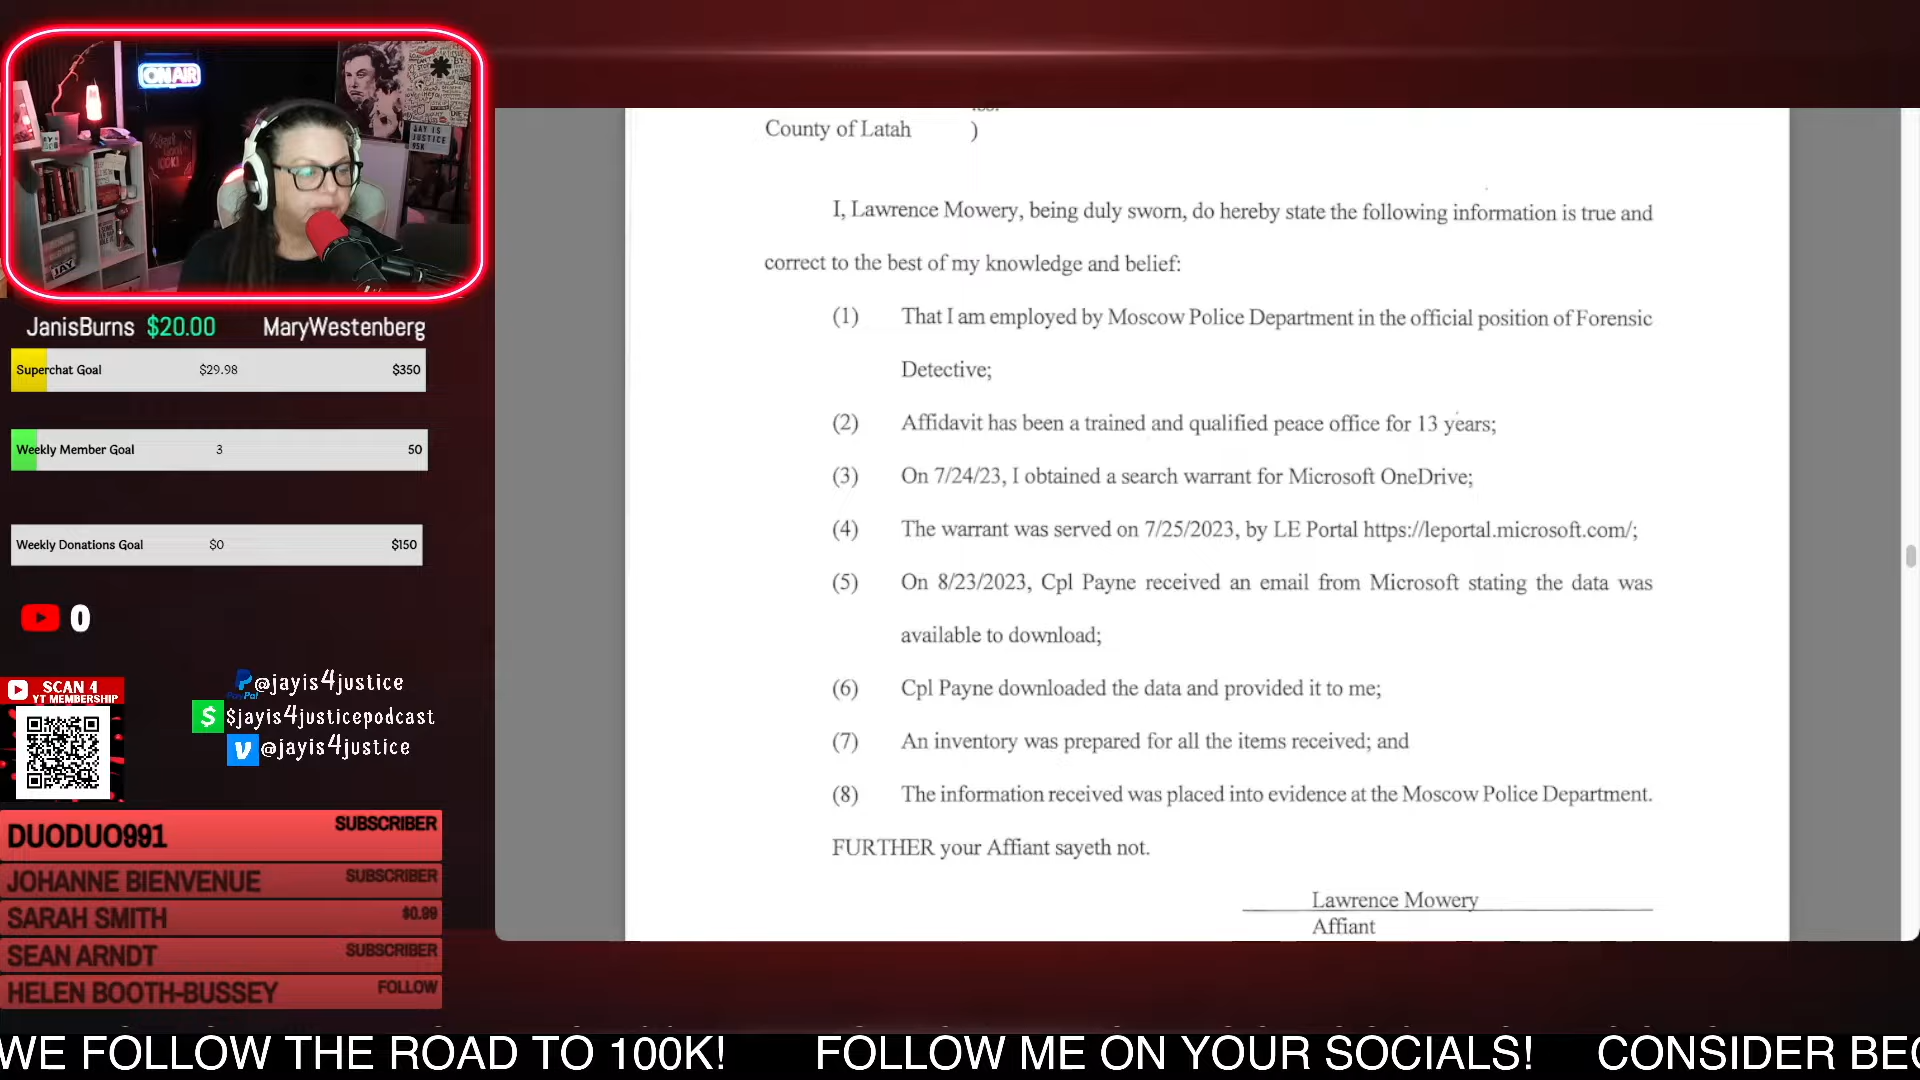 ON AIR
JAY IS
JUSTICE
95K
JAY
JanisBurns $20.00 MaryWestenberg
Superchat Goal $29.98 $350
Weekly Member Goal 3 50
Weekly Donations Goal $0 $150
0
SCAN 4
YT MEMBERSHIP
PayPal @jayis4justice
$ $jayis4justicepodcast
V @jayis4justice
DUODUO991 SUBSCRIBER
JOHANNE BIENVENUE SUBSCRIBER
SARAH SMITH $0.99
SEAN ARNDT SUBSCRIBER
HELEN BOOTH-BUSSEY FOLLOW
County of Latah )
I, Lawrence Mowery, being duly sworn, do hereby state the following information is true and
correct to the best of my knowledge and belief:
(1) That I am employed by Moscow Police Department in the official position of Forensic
Detective;
(2) Affidavit has been a trained and qualified peace office for 13 years;
(3) On 7/24/23, I obtained a search warrant for Microsoft OneDrive;
(4) The warrant was served on 7/25/2023, by LE Portal https://leportal.microsoft.com/;
(5) On 8/23/2023, Cpl Payne received an email from Microsoft stating the data was
available to download;
(6) Cpl Payne downloaded the data and provided it to me;
(7) An inventory was prepared for all the items received; and
(8) The information received was placed into evidence at the Moscow Police Department.
FURTHER your Affiant sayeth not.
Lawrence Mowery
Affiant
WE FOLLOW THE ROAD TO 100K! FOLLOW ME ON YOUR SOCIALS! CONSIDER BEC